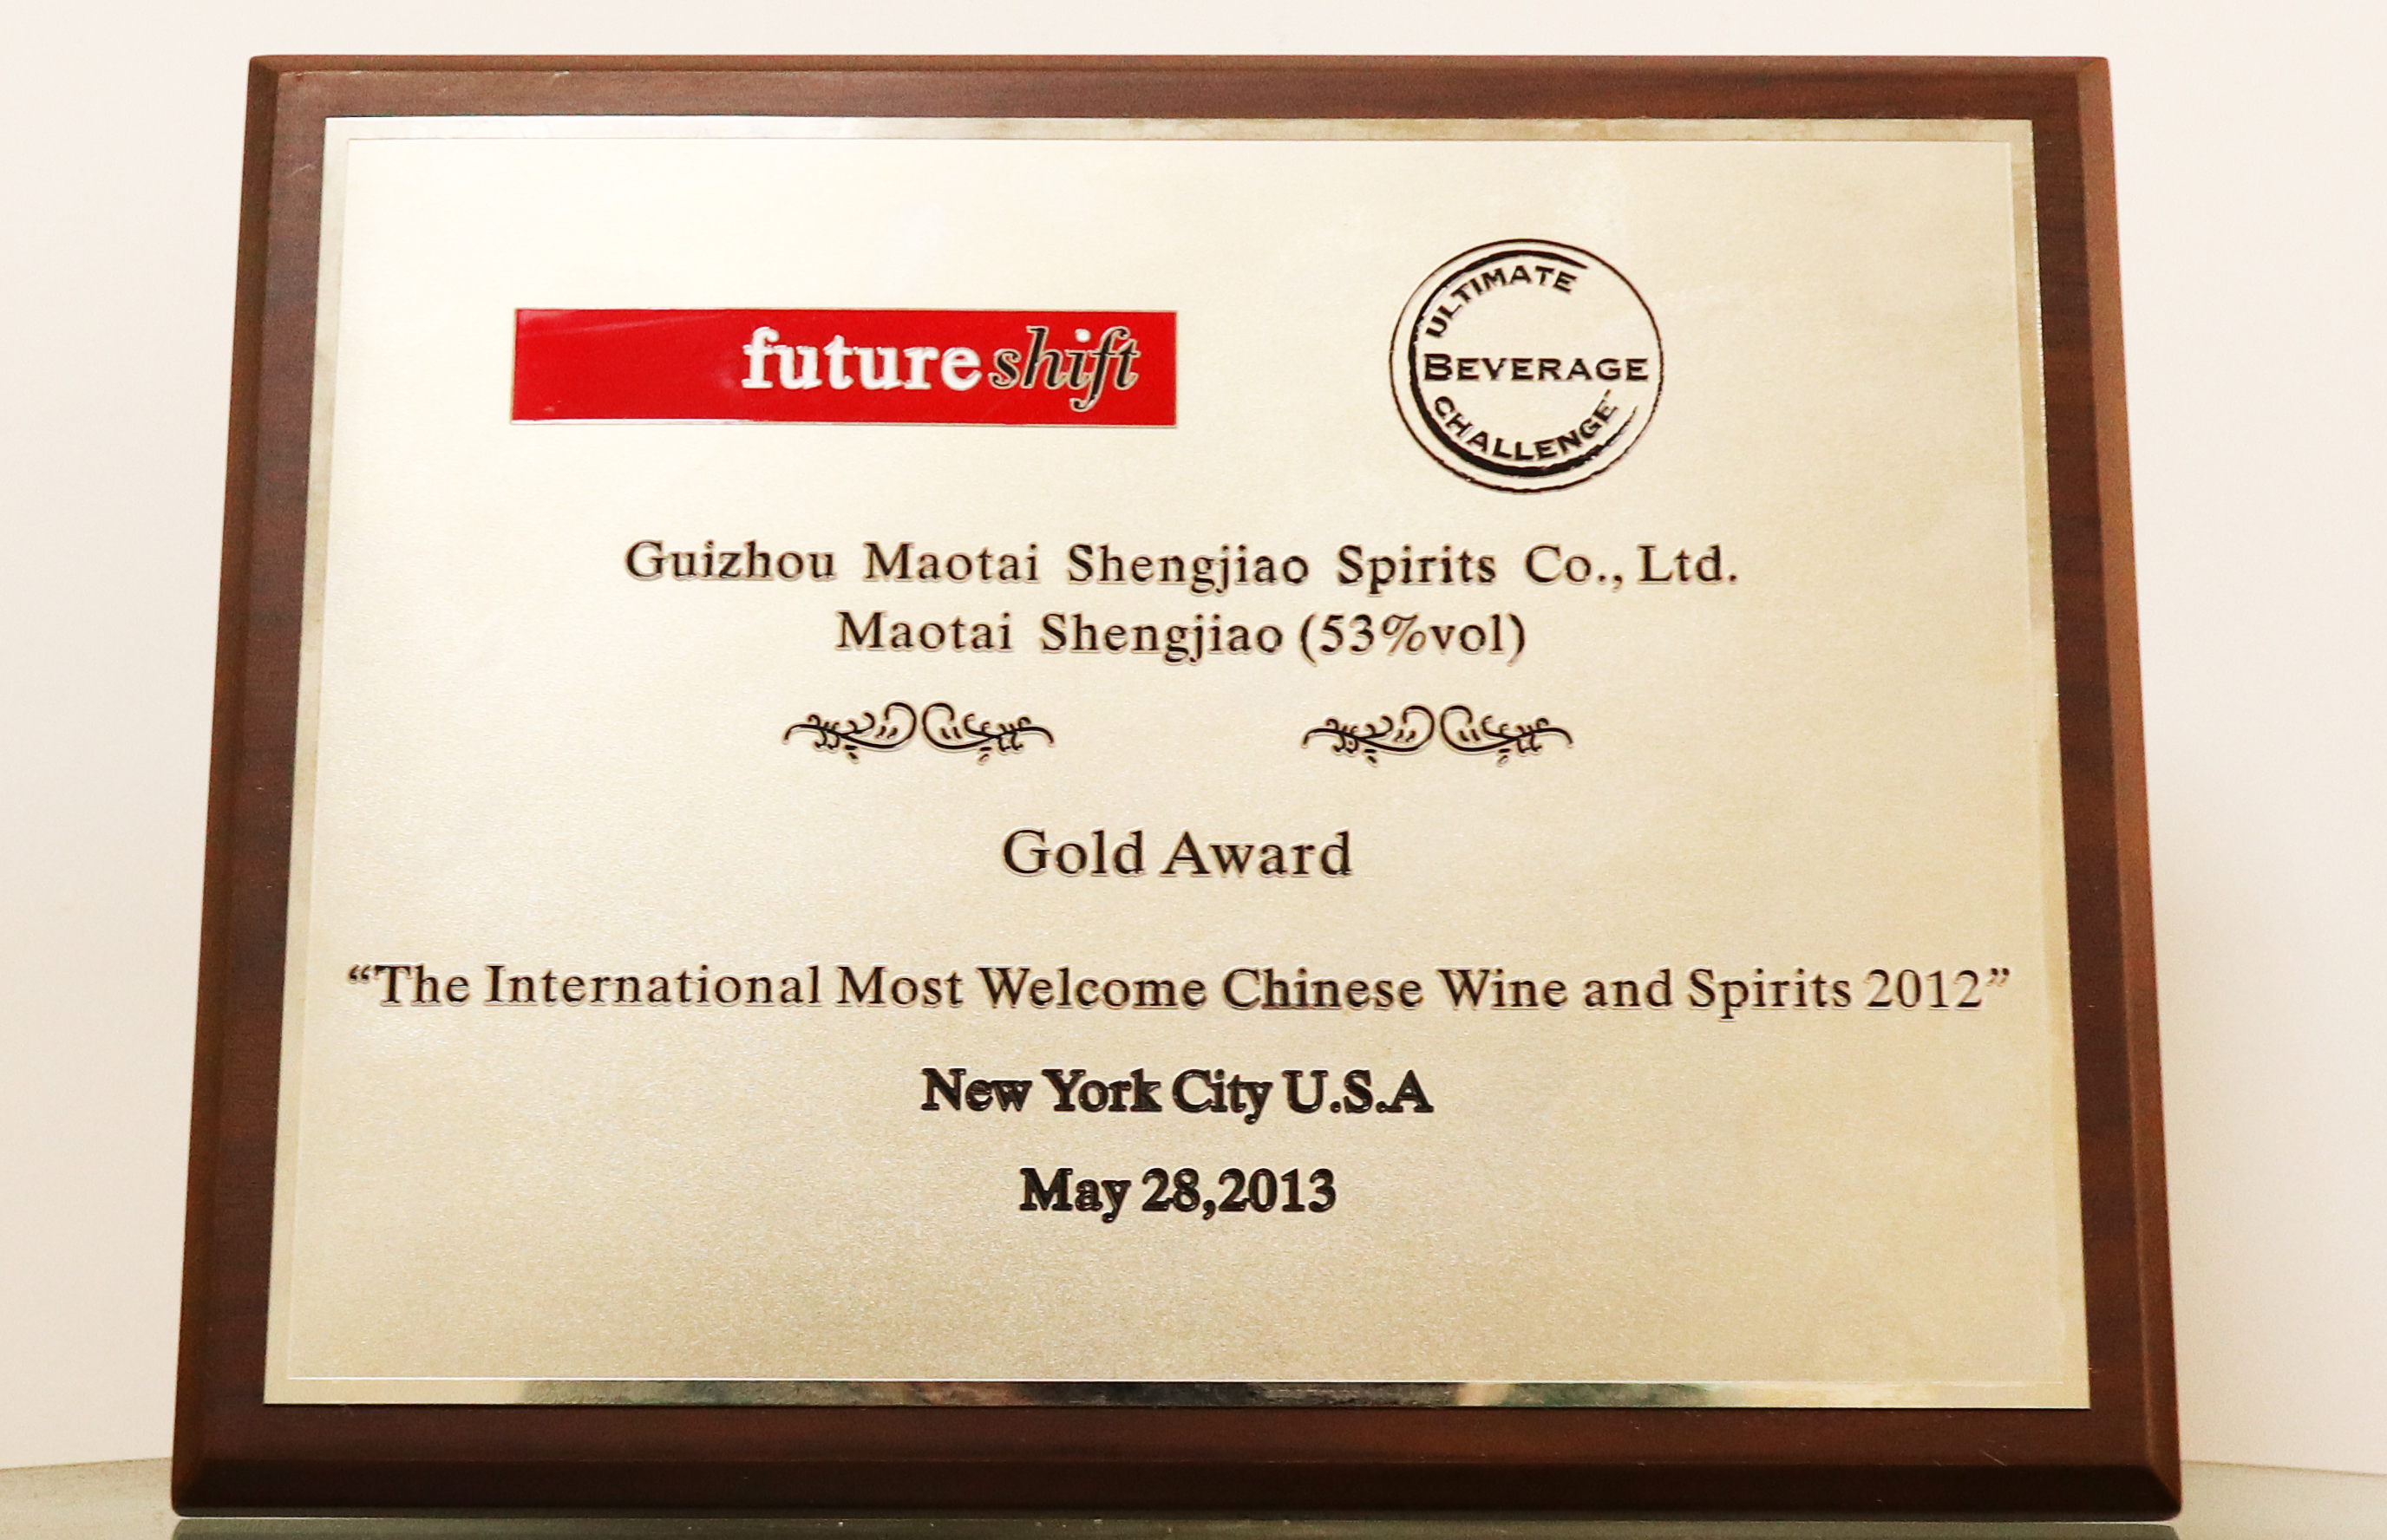 futureshift
ULTIMATE
BEVERAGE
CHALLENGE™
Guizhou Maotai Shengjiao Spirits Co., Ltd.
Maotai Shengjiao (53%vol)
Gold Award
“The International Most Welcome Chinese Wine and Spirits 2012”
New York City U.S.A
May 28,2013